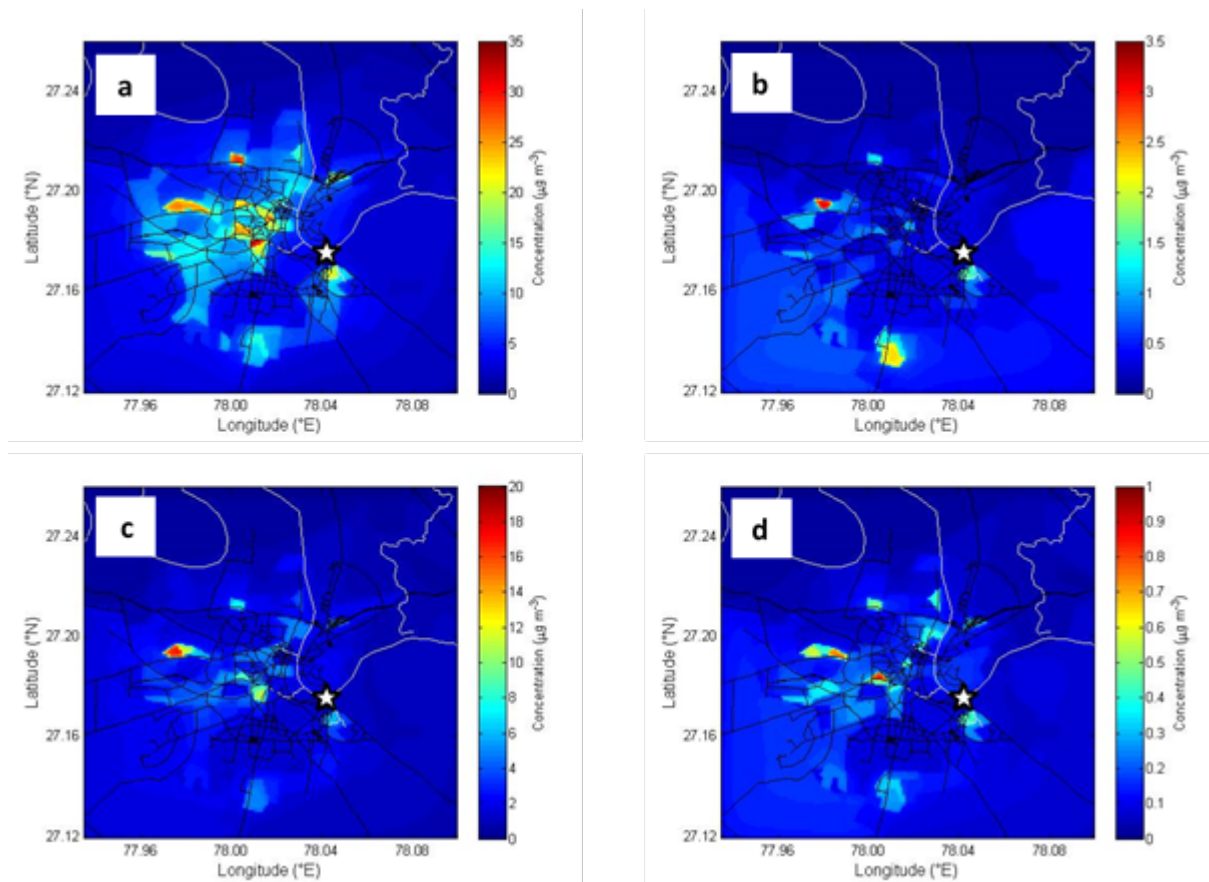 a
35
30
25
20
15
10
5
0
Concentration (µg m⁻³)
27.24
27.20
27.16
27.12
Latitude (°N)
77.96 78.00 78.04 78.08
Longitude (°E)
b
3.5
3
2.5
2
1.5
1
0.5
0
Concentration (µg m⁻³)
27.24
27.20
27.16
27.12
Latitude (°N)
77.96 78.00 78.04 78.08
Longitude (°E)
c
20
18
16
14
12
10
8
6
4
2
0
Concentration (µg m⁻³)
27.24
27.20
27.16
27.12
Latitude (°N)
77.96 78.00 78.04 78.08
Longitude (°E)
d
1
0.9
0.8
0.7
0.6
0.5
0.4
0.3
0.2
0.1
0
Concentration (µg m⁻³)
27.24
27.20
27.16
27.12
Latitude (°N)
77.96 78.00 78.04 78.08
Longitude (°E)